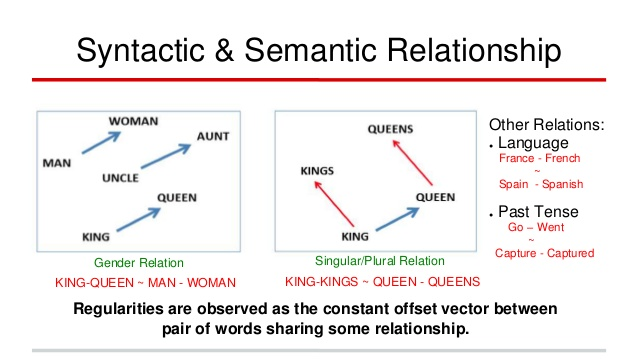 Syntactic & Semantic Relationship
WOMAN
AUNT
MAN
UNCLE
QUEEN
KING
Gender Relation
KING-QUEEN ~ MAN - WOMAN
QUEENS
KINGS
QUEEN
KING
Singular/Plural Relation
KING-KINGS ~ QUEEN - QUEENS
Other Relations:
• Language
France - French
~
Spain - Spanish
• Past Tense
Go – Went
~
Capture - Captured
Regularities are observed as the constant offset vector between
pair of words sharing some relationship.